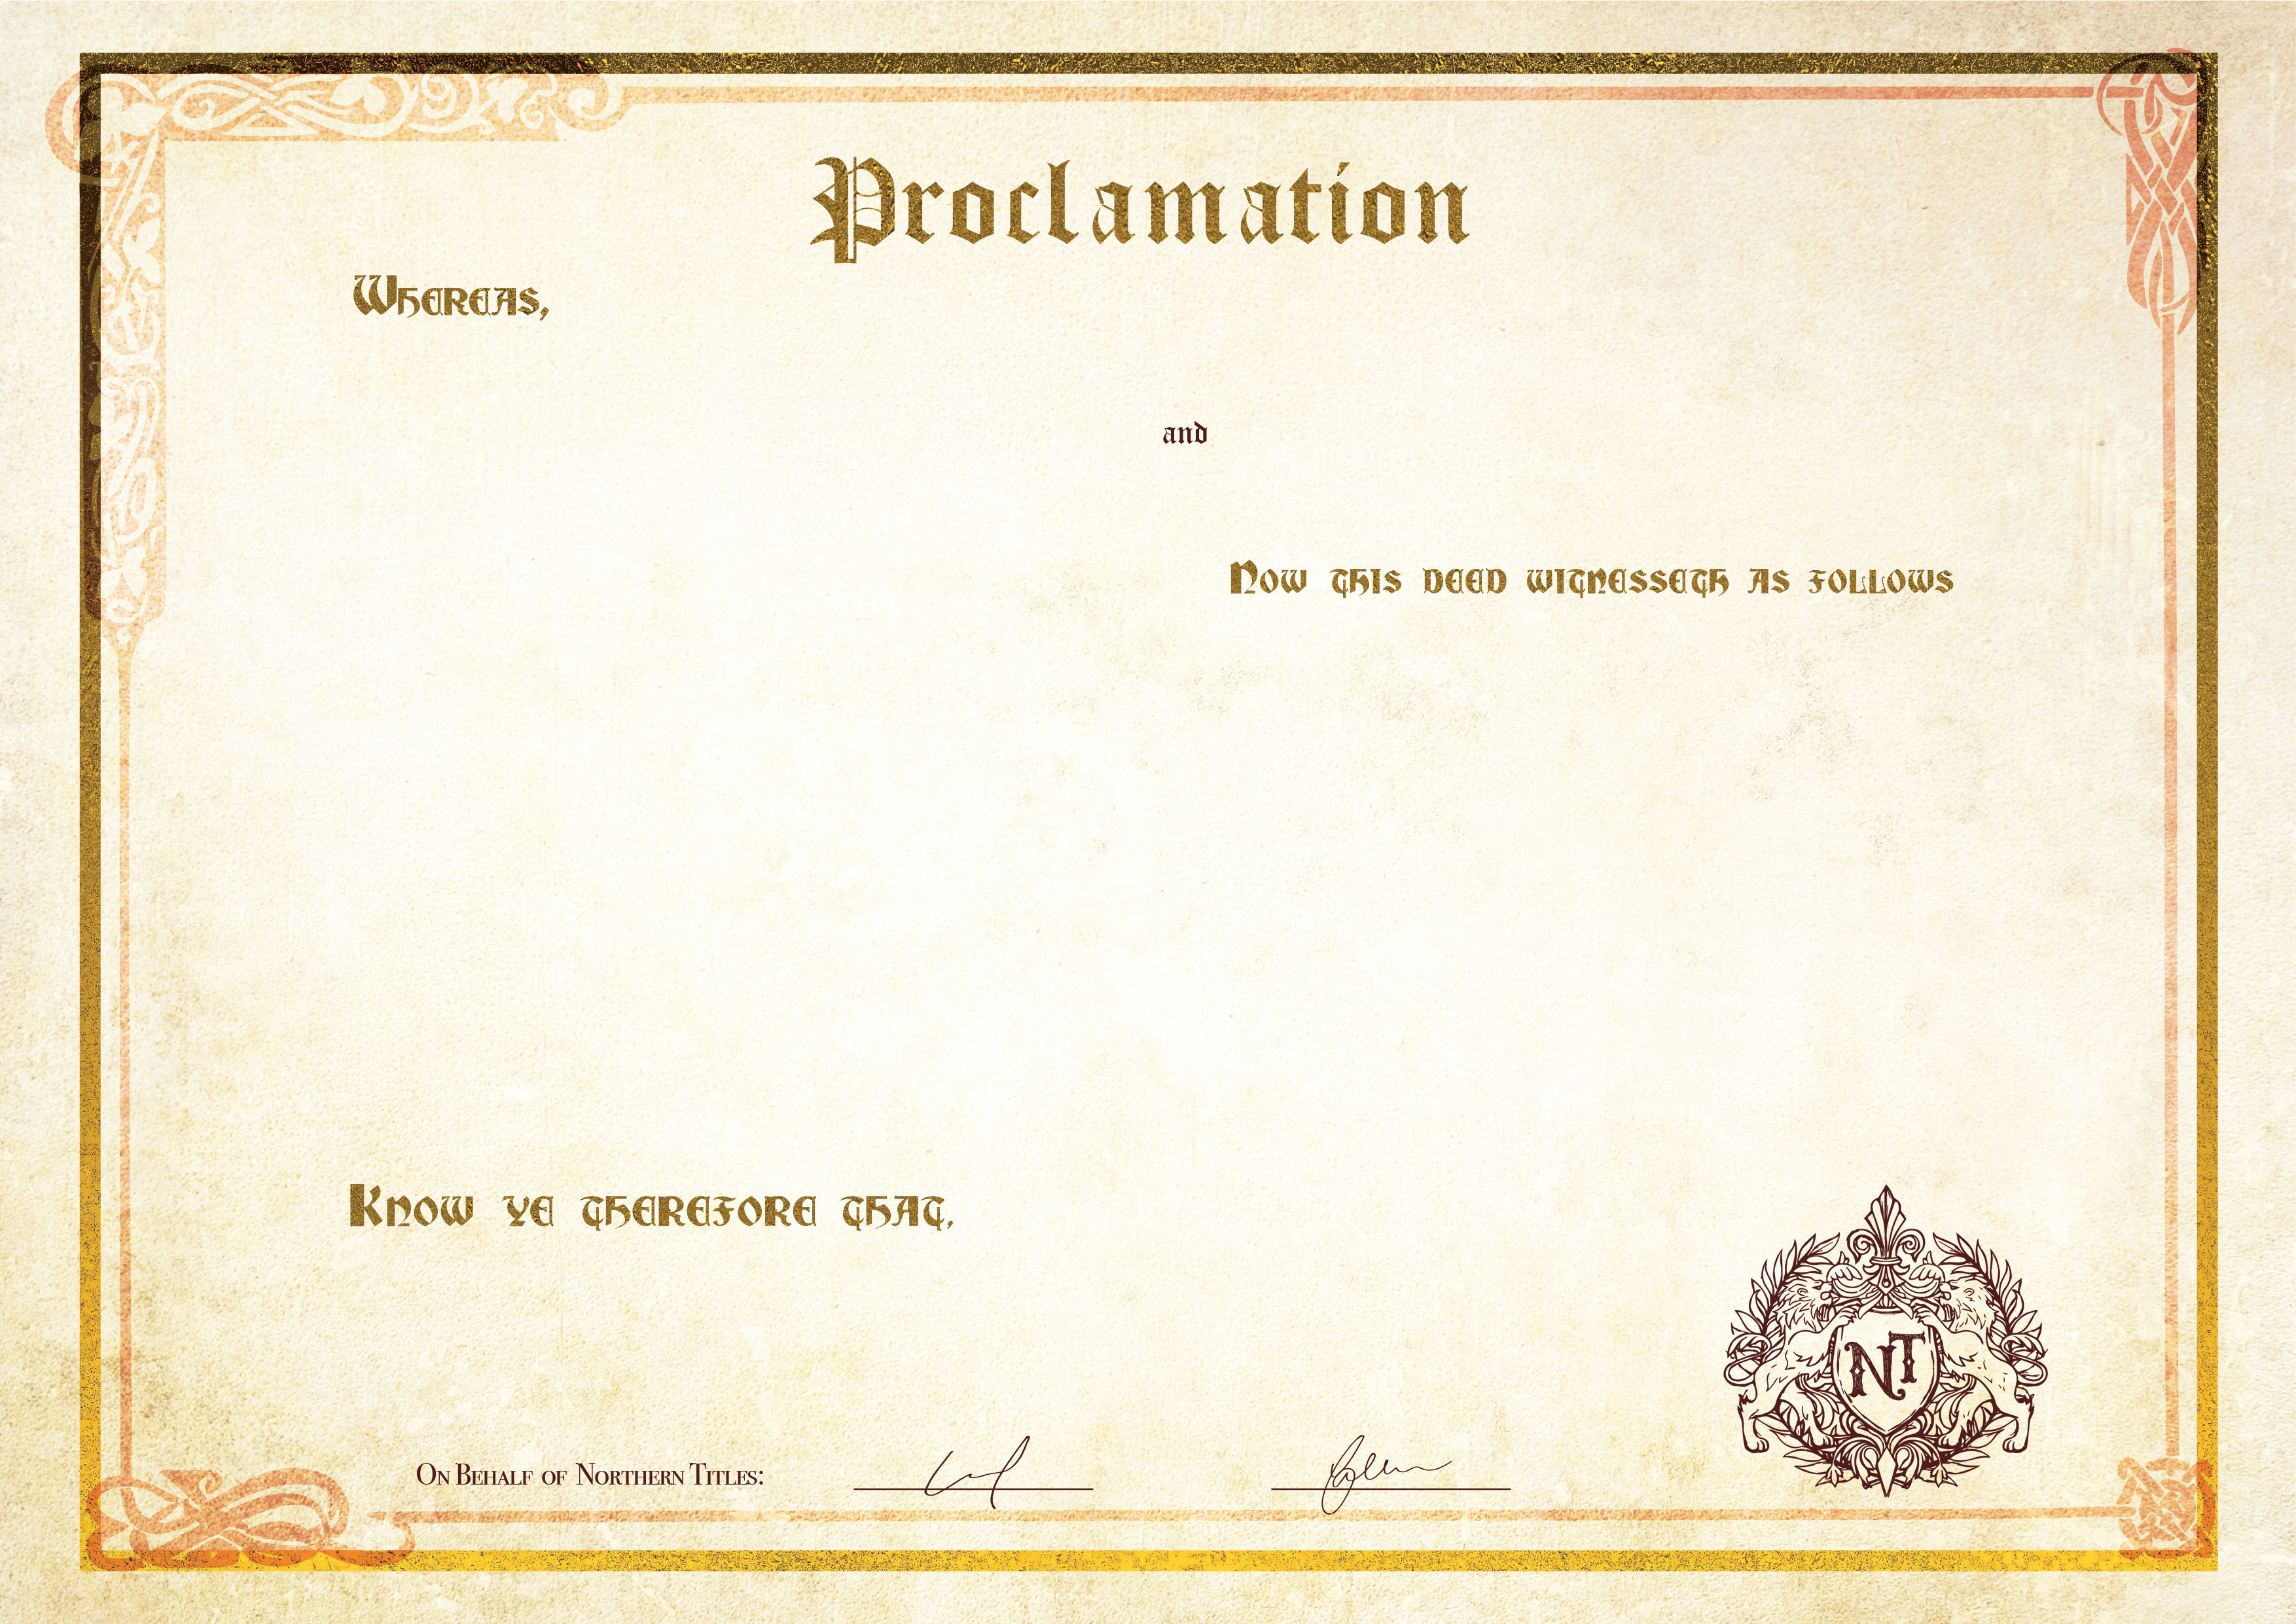 Proclamation
Whereas,
and
Now this deed witnesseth as follows
Know ye therefore that,
NT
On Behalf of Northern Titles: